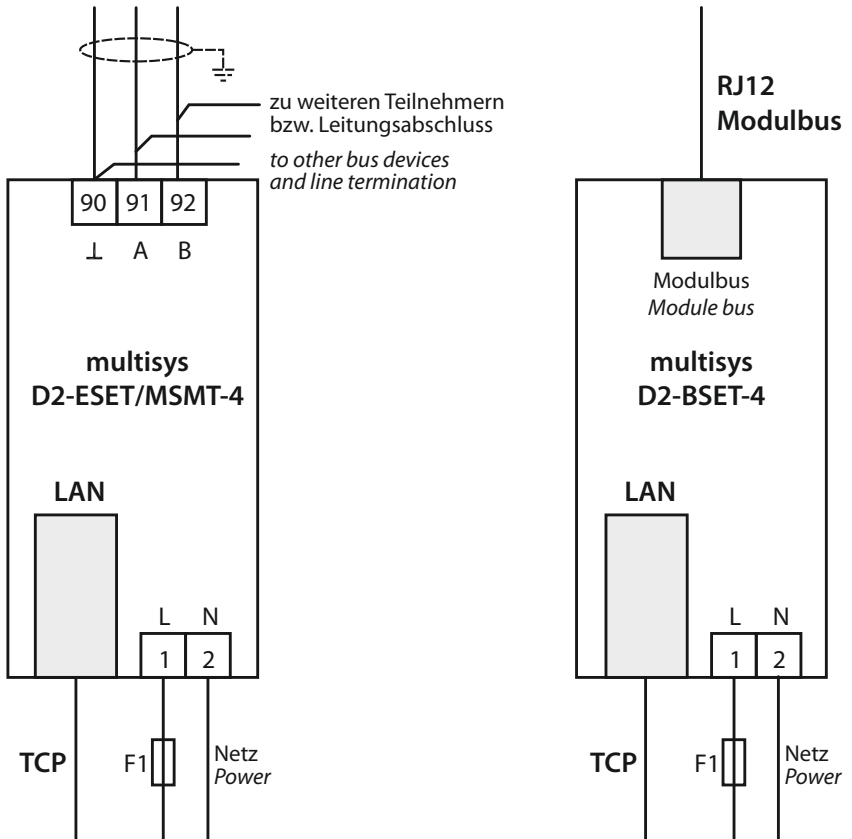 zu weiteren Teilnehmern
bzw. Leitungsabschluss
to other bus devices
and line termination
90 91 92
⊥ A B
multisys
D2-ESET/MSMT-4
LAN
L N
1 2
TCP
F1
Netz
Power
RJ12
Modulbus
Modulbus
Module bus
multisys
D2-BSET-4
LAN
L N
1 2
TCP
F1
Netz
Power